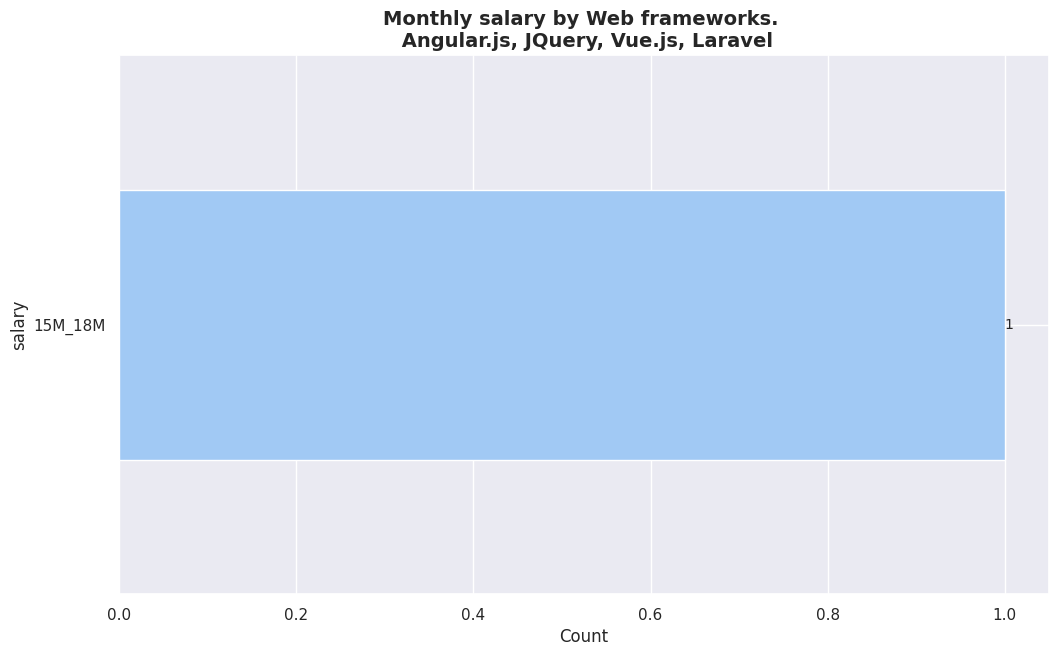 Monthly salary by Web frameworks.
Angular.js, JQuery, Vue.js, Laravel
salary
15M_18M
1
0.0 0.2 0.4 0.6 0.8 1.0
Count